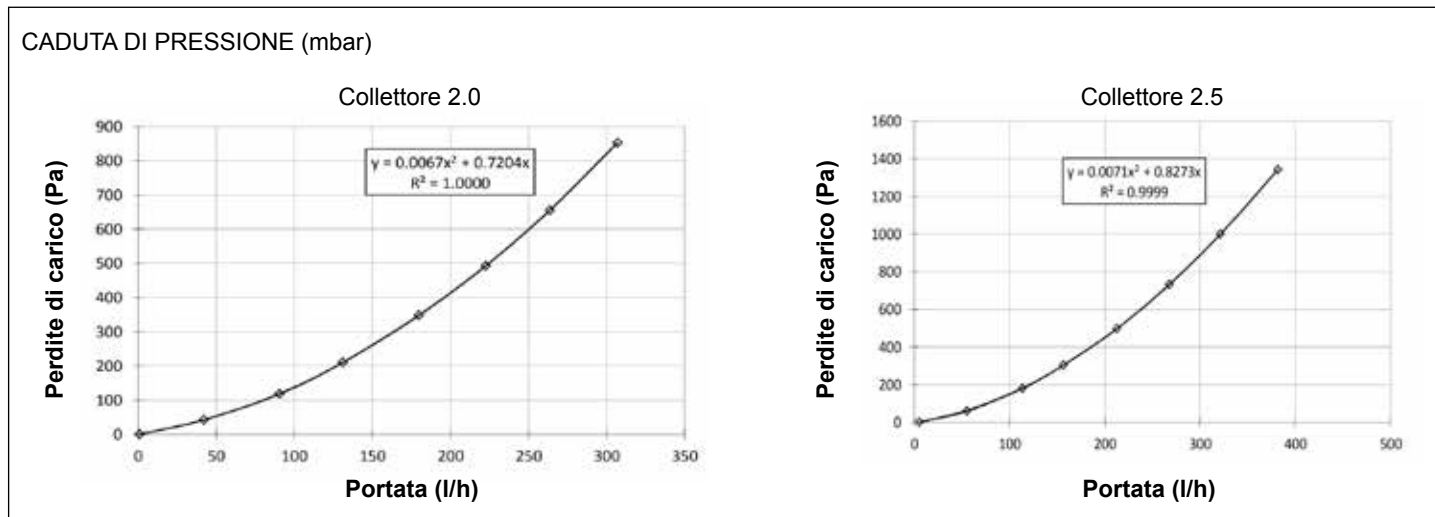 CADUTA DI PRESSIONE (mbar)
Collettore 2.0
Perdite di carico (Pa)
900
800
700
600
500
400
300
200
100
0
y = 0.0067x² + 0.7204x
R² = 1.0000
0 50 100 150 200 250 300 350
Portata (l/h)
Collettore 2.5
Perdite di carico (Pa)
1600
1400
1200
1000
800
600
400
200
0
y = 0.0071x² + 0.8273x
R² = 0.9999
0 100 200 300 400 500
Portata (l/h)